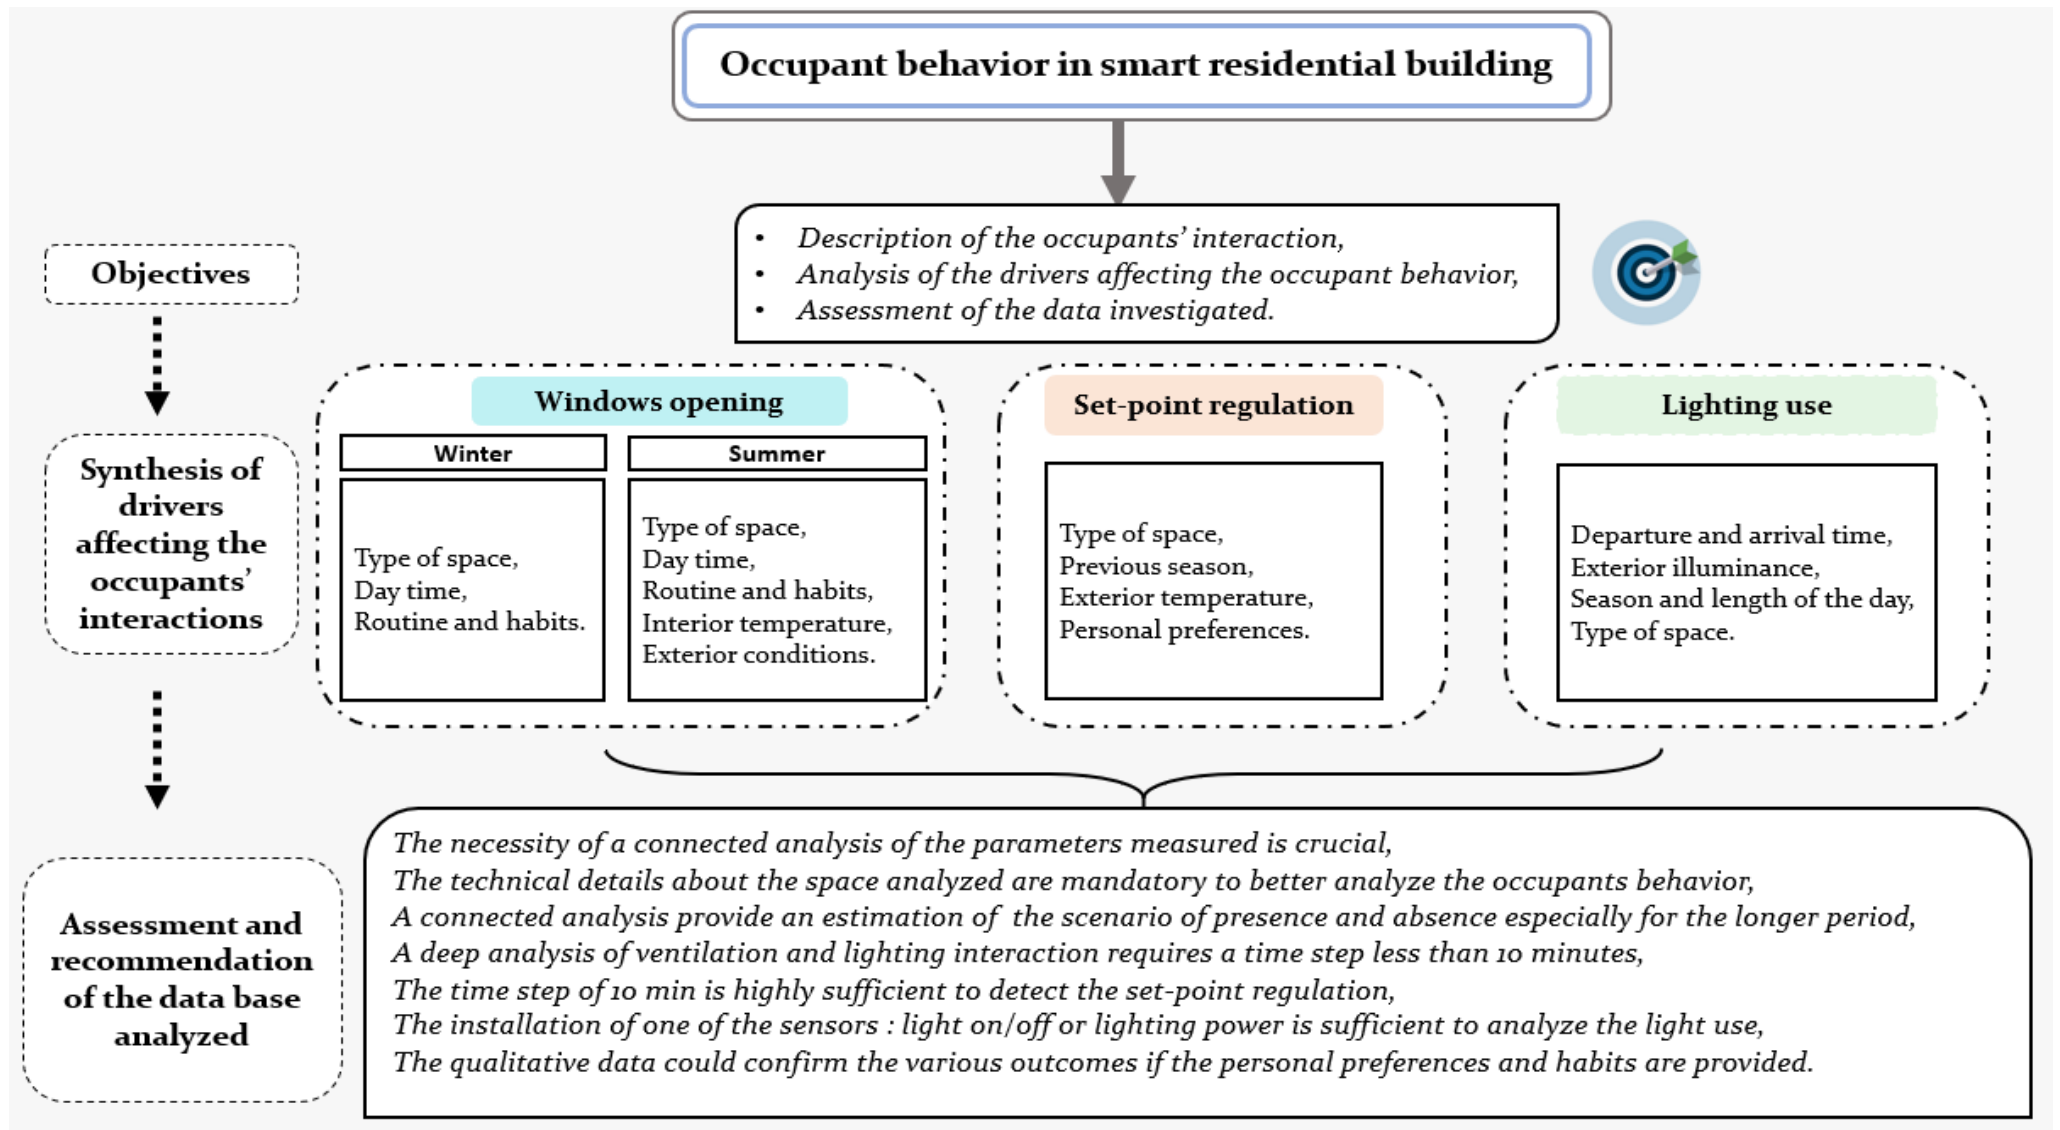 Occupant behavior in smart residential building
Objectives
• Description of the occupants’ interaction,
• Analysis of the drivers affecting the occupant behavior,
• Assessment of the data investigated.
Synthesis of
drivers
affecting the
occupants’
interactions
Windows opening
Winter
Type of space,
Day time,
Routine and habits.
Summer
Type of space,
Day time,
Routine and habits,
Interior temperature,
Exterior conditions.
Set-point regulation
Type of space,
Previous season,
Exterior temperature,
Personal preferences.
Lighting use
Departure and arrival time,
Exterior illuminance,
Season and length of the day,
Type of space.
Assessment and
recommendation
of the data base
analyzed
The necessity of a connected analysis of the parameters measured is crucial,
The technical details about the space analyzed are mandatory to better analyze the occupants behavior,
A connected analysis provide an estimation of the scenario of presence and absence especially for the longer period,
A deep analysis of ventilation and lighting interaction requires a time step less than 10 minutes,
The time step of 10 min is highly sufficient to detect the set-point regulation,
The installation of one of the sensors : light on/off or lighting power is sufficient to analyze the light use,
The qualitative data could confirm the various outcomes if the personal preferences and habits are provided.